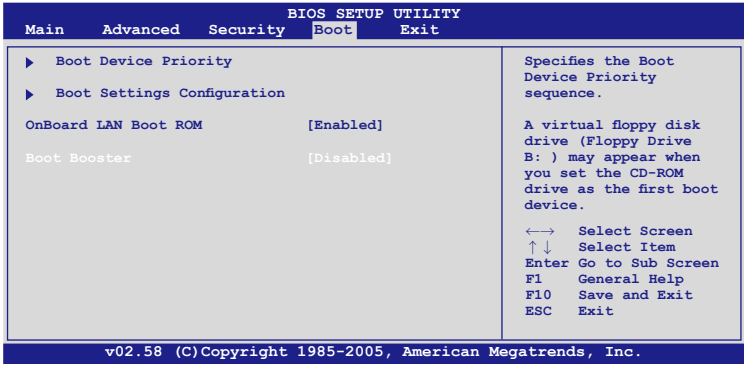 BIOS SETUP UTILITY
Main Advanced Security Boot Exit
Boot Device Priority
Boot Settings Configuration
OnBoard LAN Boot ROM [Enabled]
Boot Booster [Disabled]
Specifies the Boot
Device Priority
sequence.
A virtual floppy disk
drive (Floppy Drive
B: ) may appear when
you set the CD-ROM
drive as the first boot
device.
←→ Select Screen
↑↓ Select Item
Enter Go to Sub Screen
F1 General Help
F10 Save and Exit
ESC Exit
v02.58 (C)Copyright 1985-2005, American Megatrends, Inc.